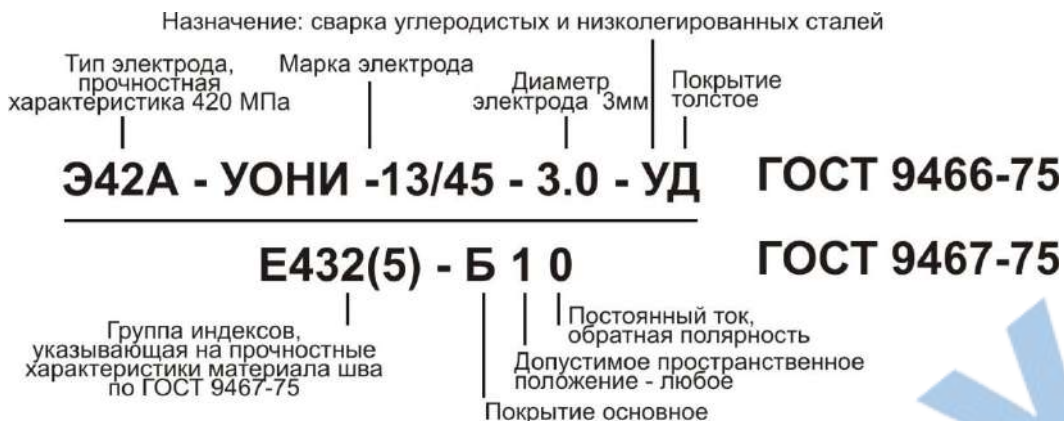 Назначение: сварка углеродистых и низколегированных сталей
Тип электрода,
прочностная
характеристика 420 МПа
Марка электрода
Диаметр
электрода 3мм
Покрытие
толстое
Э42А - УОНИ -13/45 - 3.0 - УД
ГОСТ 9466-75
Е432(5) - Б 1 0
ГОСТ 9467-75
Группа индексов,
указывающая на прочностные
характеристики материала шва
по ГОСТ 9467-75
Постоянный ток,
обратная полярность
Допустимое пространственное
положение - любое
Покрытие основное